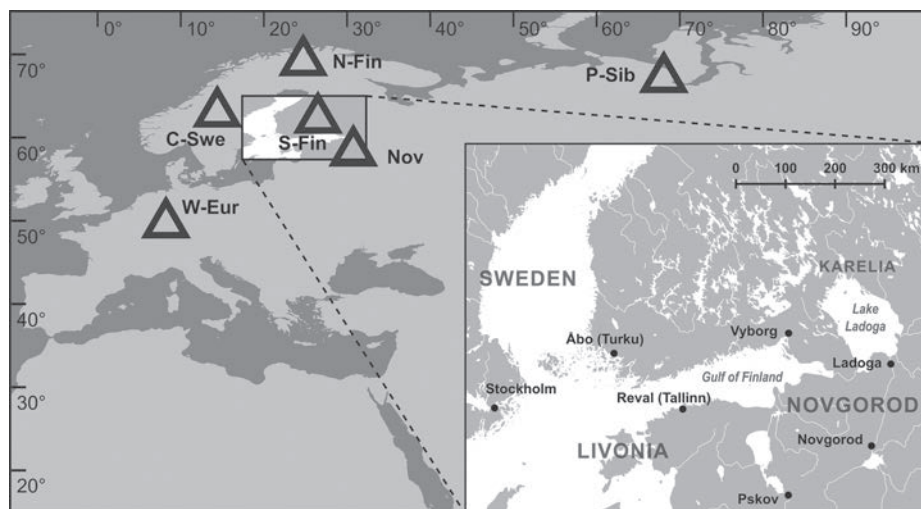 0° 10° 20° 30° 40° 50° 60° 70° 80° 90°
70°
60°
50°
40°
30°
20°
N-Fin
P-Sib
C-Swe
S-Fin
Nov
W-Eur
0 100 200 300 km
SWEDEN
KARELIA
Lake
Ladoga
Vyborg
Åbo (Turku)
Ladoga
Gulf of Finland
Stockholm
Reval (Tallinn)
NOVGOROD
Novgorod
LIVONIA
Pskov